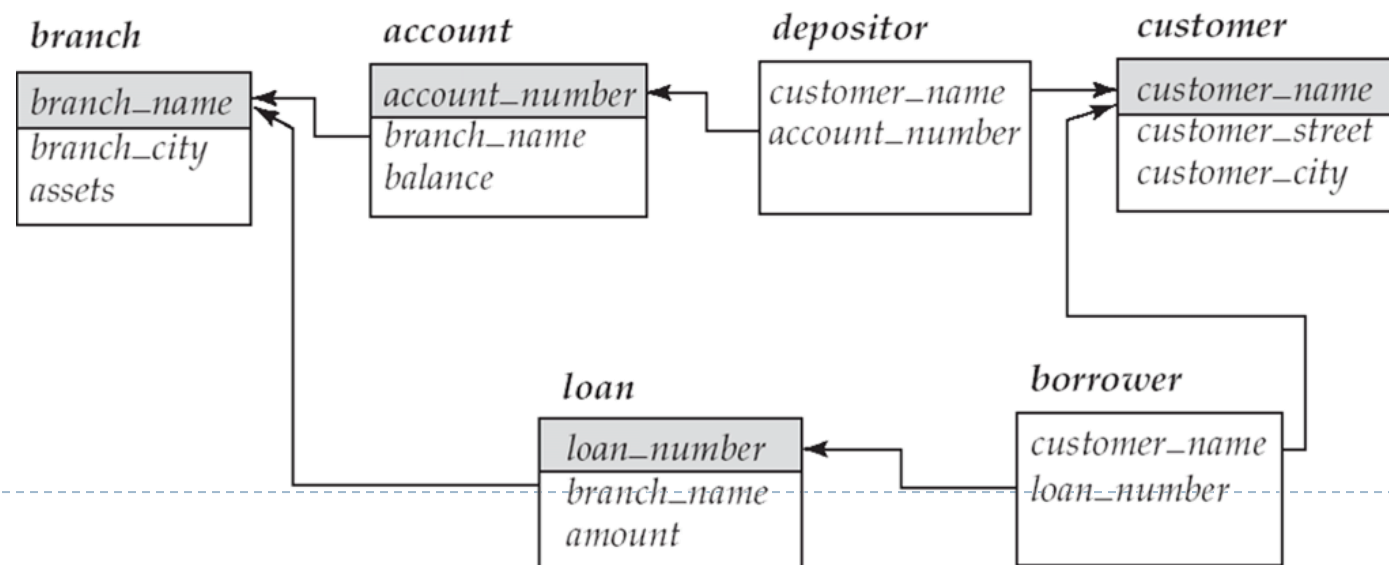 branch
branch_name
branch_city
assets
account
account_number
branch_name
balance
depositor
customer_name
account_number
customer
customer_name
customer_street
customer_city
loan
loan_number
branch_name
amount
borrower
customer_name
loan_number